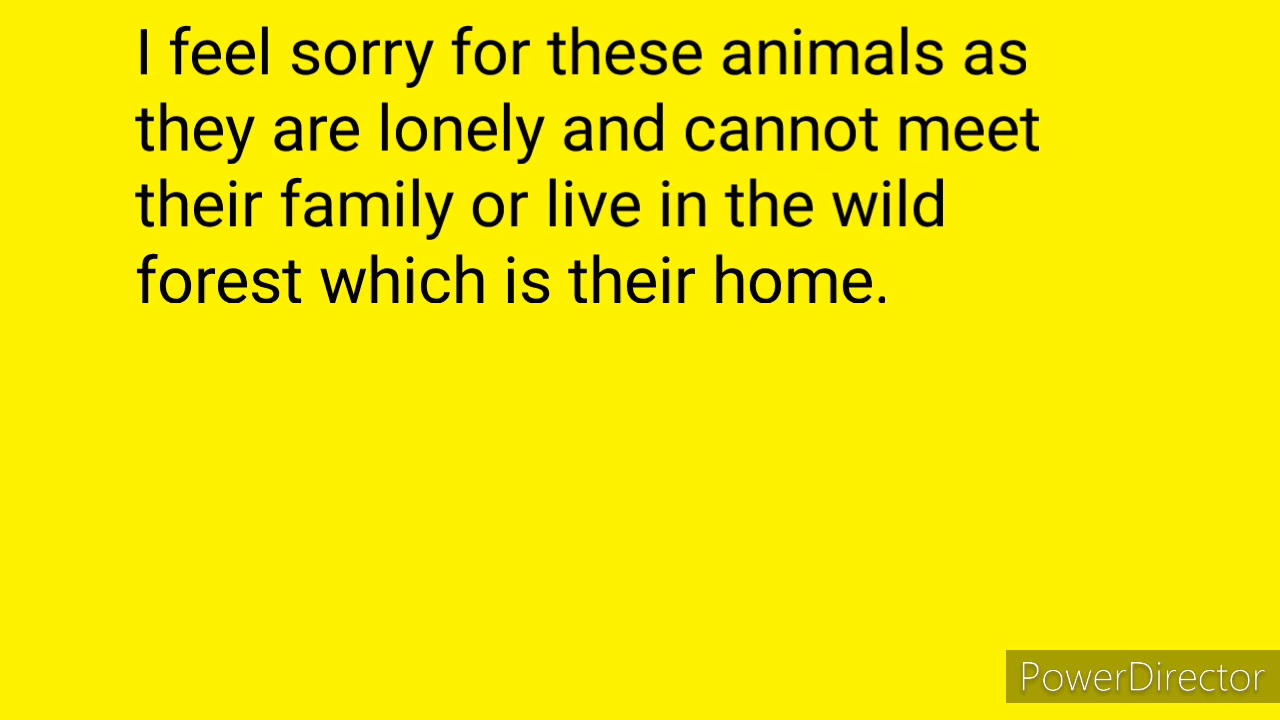 I feel sorry for these animals as
they are lonely and cannot meet
their family or live in the wild
forest which is their home.
PowerDirector